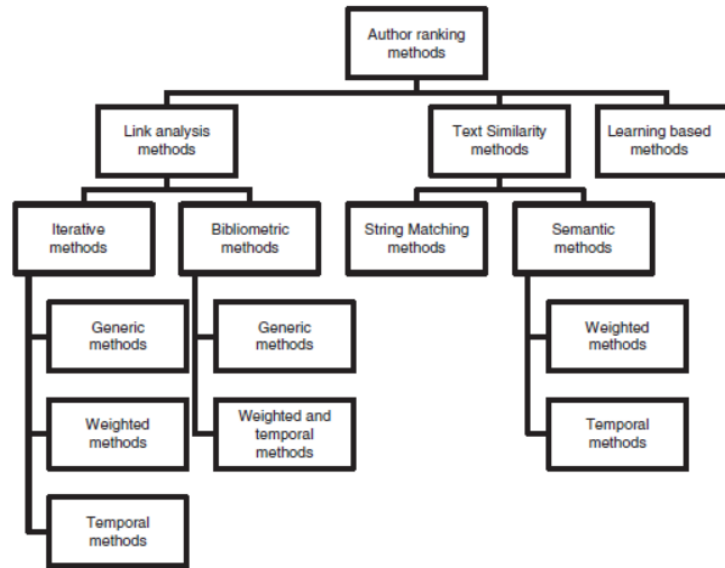 Author ranking
methods
Link analysis
methods
Text Similarity
methods
Learning based
methods
Iterative
methods
Bibliometric
methods
String Matching
methods
Semantic
methods
Generic
methods
Generic
methods
Weighted
methods
Weighted
methods
Weighted and
temporal
methods
Temporal
methods
Temporal
methods